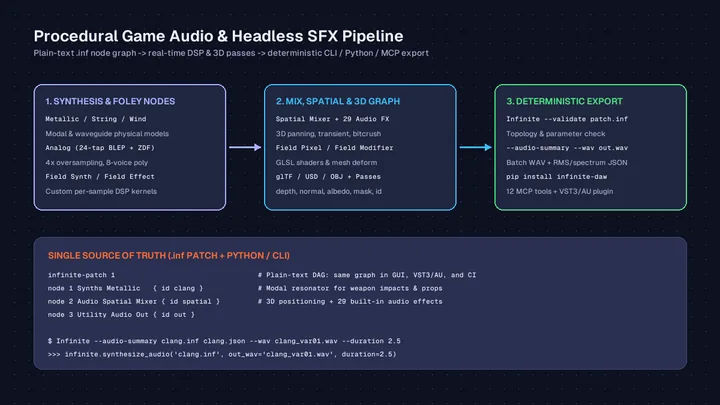 Procedural Game Audio & Headless SFX Pipeline
Plain-text .inf node graph -> real-time DSP & 3D passes -> deterministic CLI / Python / MCP export
1. SYNTHESIS & FOLEY NODES
Metallic / String / Wind
Modal & waveguide physical models
Analog (24-tap BLEP + ZDF)
4x oversampling, 8-voice poly
Field Synth / Field Effect
Custom per-sample DSP kernels
2. MIX, SPATIAL & 3D GRAPH
Spatial Mixer + 29 Audio FX
3D panning, transient, bitcrush
Field Pixel / Field Modifier
GLSL shaders & mesh deform
glTF / USD / OBJ + Passes
depth, normal, albedo, mask, id
3. DETERMINISTIC EXPORT
Infinite --validate patch.inf
Topology & parameter check
--audio-summary --wav out.wav
Batch WAV + RMS/spectrum JSON
pip install infinite-daw
12 MCP tools + VST3/AU plugin
SINGLE SOURCE OF TRUTH (.inf PATCH + PYTHON / CLI)
infinite-patch 1 # Plain-text DAG: same graph in GUI, VST3/AU, and CI
node 1 Synths Metallic { id clang } # Modal resonator for weapon impacts & props
node 2 Audio Spatial Mixer { id spatial } # 3D positioning + 29 built-in audio effects
node 3 Utility Audio Out { id out }
$ Infinite --audio-summary clang.inf clang.json --wav clang_var01.wav --duration 2.5
>>> infinite.synthesize_audio('clang.inf', out_wav='clang_var01.wav', duration=2.5)